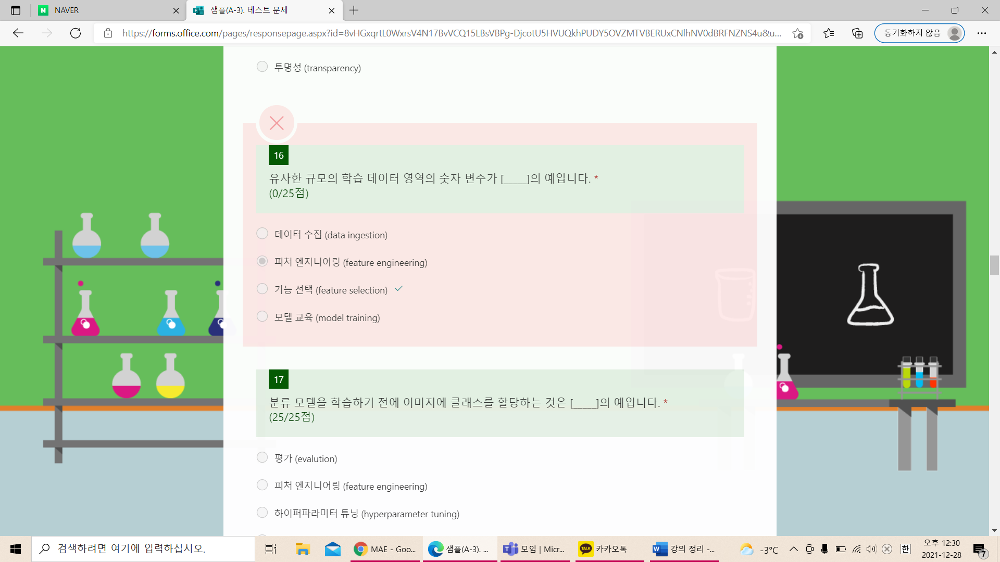 NAVER
샘플(A-3). 테스트 문제
https://forms.office.com/pages/responsepage.aspx?id=8vHGxqrtL0WxrsV4N17BvVCQ15LBsVBPg-DjcotU5HVUQkhPUDY5OVZMTVBERUxCNlhNV0dBRFNZNS4u&u...
동기화하지 않음
투명성 (transparency)
16
유사한 규모의 학습 데이터 영역의 숫자 변수가 [_____]의 예입니다. *
(0/25점)
데이터 수집 (data ingestion)
피처 엔지니어링 (feature engineering)
기능 선택 (feature selection)
모델 교육 (model training)
17
분류 모델을 학습하기 전에 이미지에 클래스를 할당하는 것은 [_____]의 예입니다. *
(25/25점)
평가 (evalution)
피처 엔지니어링 (feature engineering)
하이퍼파라미터 튜닝 (hyperparameter tuning)
검색하려면 여기에 입력하십시오.
MAE - Goo...
샘플(A-3). ...
모임 | Micr...
TALK
카카오톡
강의 정리 -...
-3°C
한
오후 12:30
2021-12-28
7